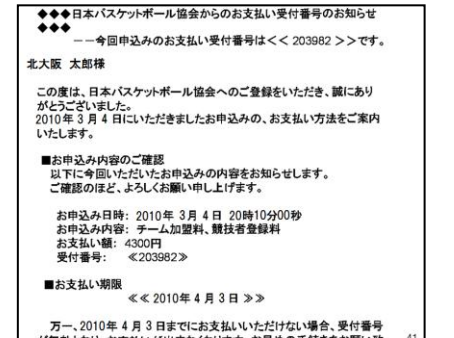 ◆◆◆日本バスケットボール協会からのお支払い受付番号のお知らせ
◆◆◆
－－今回申込みのお支払い受付番号は<< 203982 >>です。
北大阪 太郎様
この度は、日本バスケットボール協会へのご登録をいただき、誠にあり
がとうございました。
2010年 3 月 4 日にいただきましたお申込みの、お支払い方法をご案内
いたします。
■お申込み内容のご確認
以下に今回いただいたお申込みの内容をお知らせします。
ご確認のほど、よろしくお願い申し上げます。
お申込み日時: 2010年 3月 4日 20時10分00秒
お申込み内容: チーム加盟料、競技者登録料
お支払い額: 4300円
受付番号: ≪203982≫
■お支払い期限
≪≪ 2010年 4 月 3 日 ≫≫
万一、2010年 4 月 3 日までにお支払いいただけない場合、受付番号
41